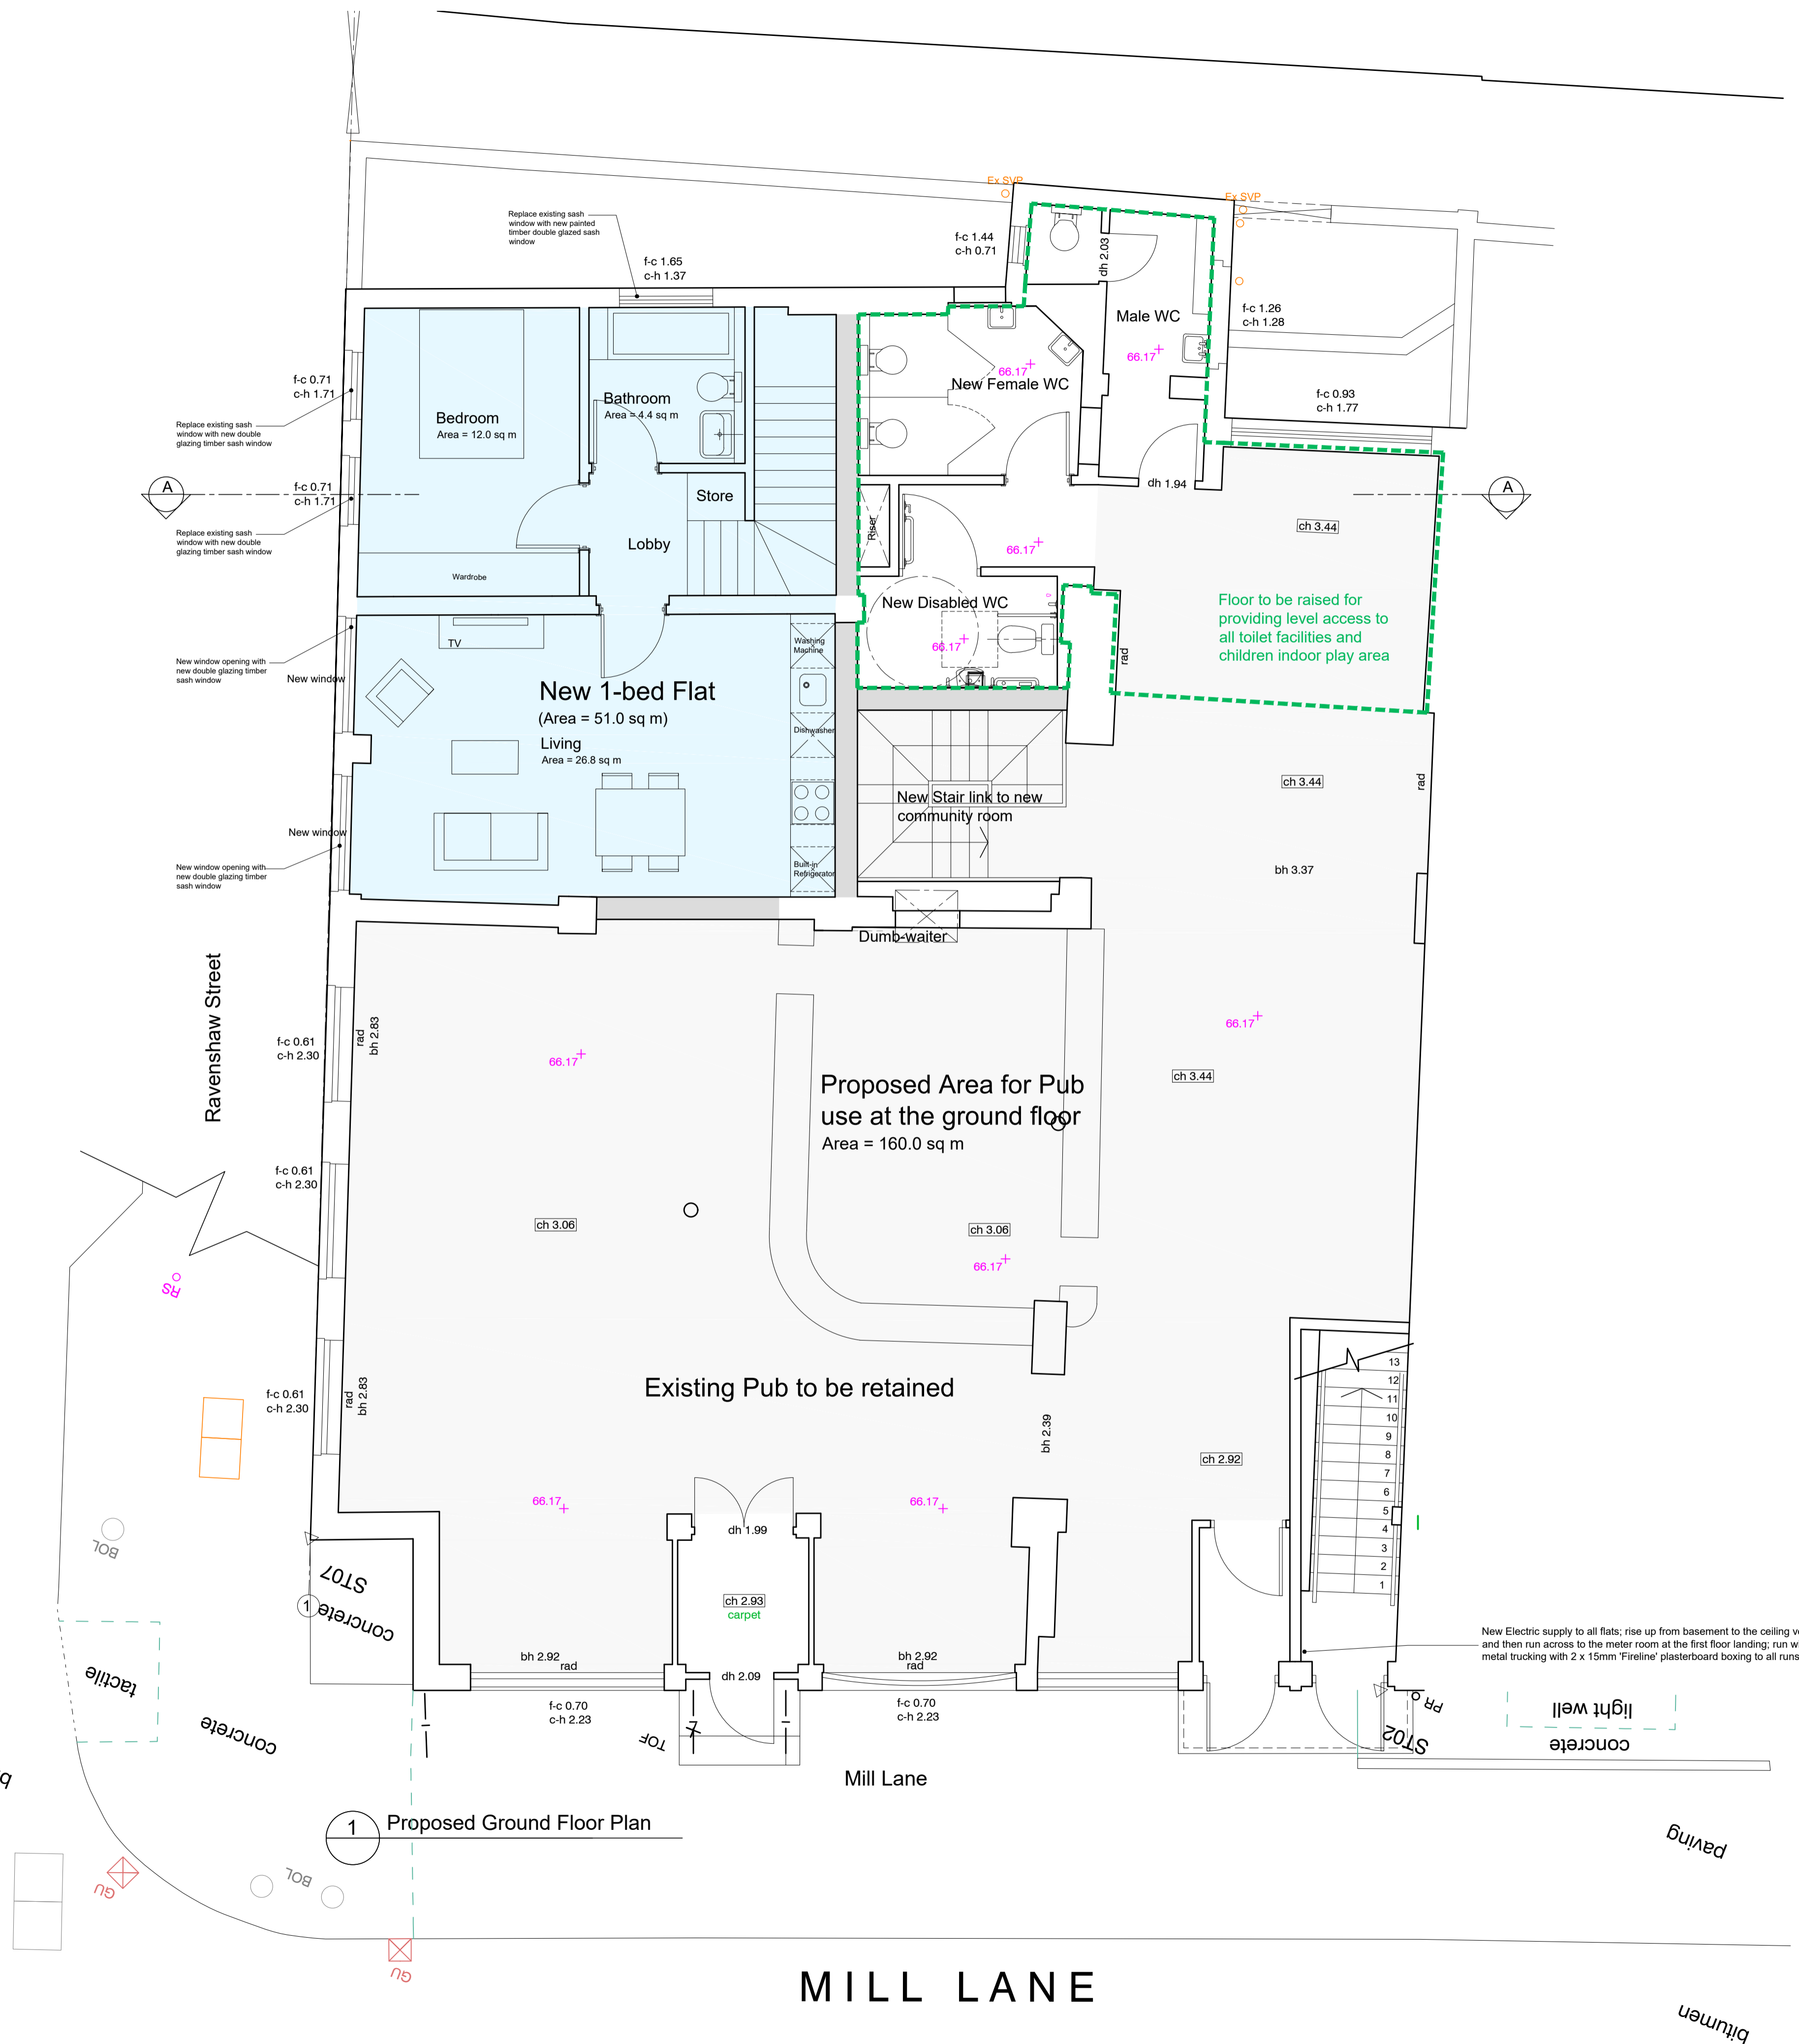 Ex SVP
Ex SVP
Replace existing sash
window with new painted
timber double glazed sash
window
f-c 1.65
c-h 1.37
f-c 1.44
c-h 0.71
dh 2.03
Male WC
66.17
f-c 1.26
c-h 1.28
f-c 0.71
c-h 1.71
Replace existing sash
window with new double
glazing timber sash window
Bedroom
Area = 12.0 sq m
Bathroom
Area = 4.4 sq m
66.17
New Female WC
f-c 0.93
c-h 1.77
A
f-c 0.71
c-h 1.71
Store
dh 1.94
A
Replace existing sash
window with new double
glazing timber sash window
Lobby
Riser
66.17
ch 3.44
Wardrobe
New Disabled WC
66.17
Floor to be raised for
providing level access to
all toilet facilities and
children indoor play area
rad
TV
Washing
Machine
New window opening with
new double glazing timber
sash window
New window
New 1-bed Flat
(Area = 51.0 sq m)
Living
Area = 26.8 sq m
Dishwasher
New Stair link to new
community room
ch 3.44
rad
New window
New window opening with
new double glazing timber
sash window
Built-in
Refrigerator
bh 3.37
Dumb-waiter
Ravenshaw Street
f-c 0.61
c-h 2.30
rad
bh 2.83
66.17
66.17
Proposed Area for Pub
use at the ground floor
Area = 160.0 sq m
ch 3.44
f-c 0.61
c-h 2.30
ch 3.06
ch 3.06
66.17
RS
f-c 0.61
c-h 2.30
rad
bh 2.83
Existing Pub to be retained
bh 2.39
ch 2.92
13
12
11
10
9
8
7
6
5
4
3
2
1
66.17
66.17
dh 1.99
BOL
ST07
1
concrete
ch 2.93
carpet
New Electric supply to all flats; rise up from basement to the ceiling
and then run across to the meter room at the first floor landing; run
metal trucking with 2 x 15mm 'Fireline' plasterboard boxing to all runs
tactile
concrete
bh 2.92
rad
dh 2.09
bh 2.92
rad
f-c 0.70
c-h 2.23
f-c 0.70
c-h 2.23
TOF
PR
ST02
light well
concrete
Mill Lane
1
Proposed Ground Floor Plan
paving
GU
BOL
GU
MILL LANE
bitumen